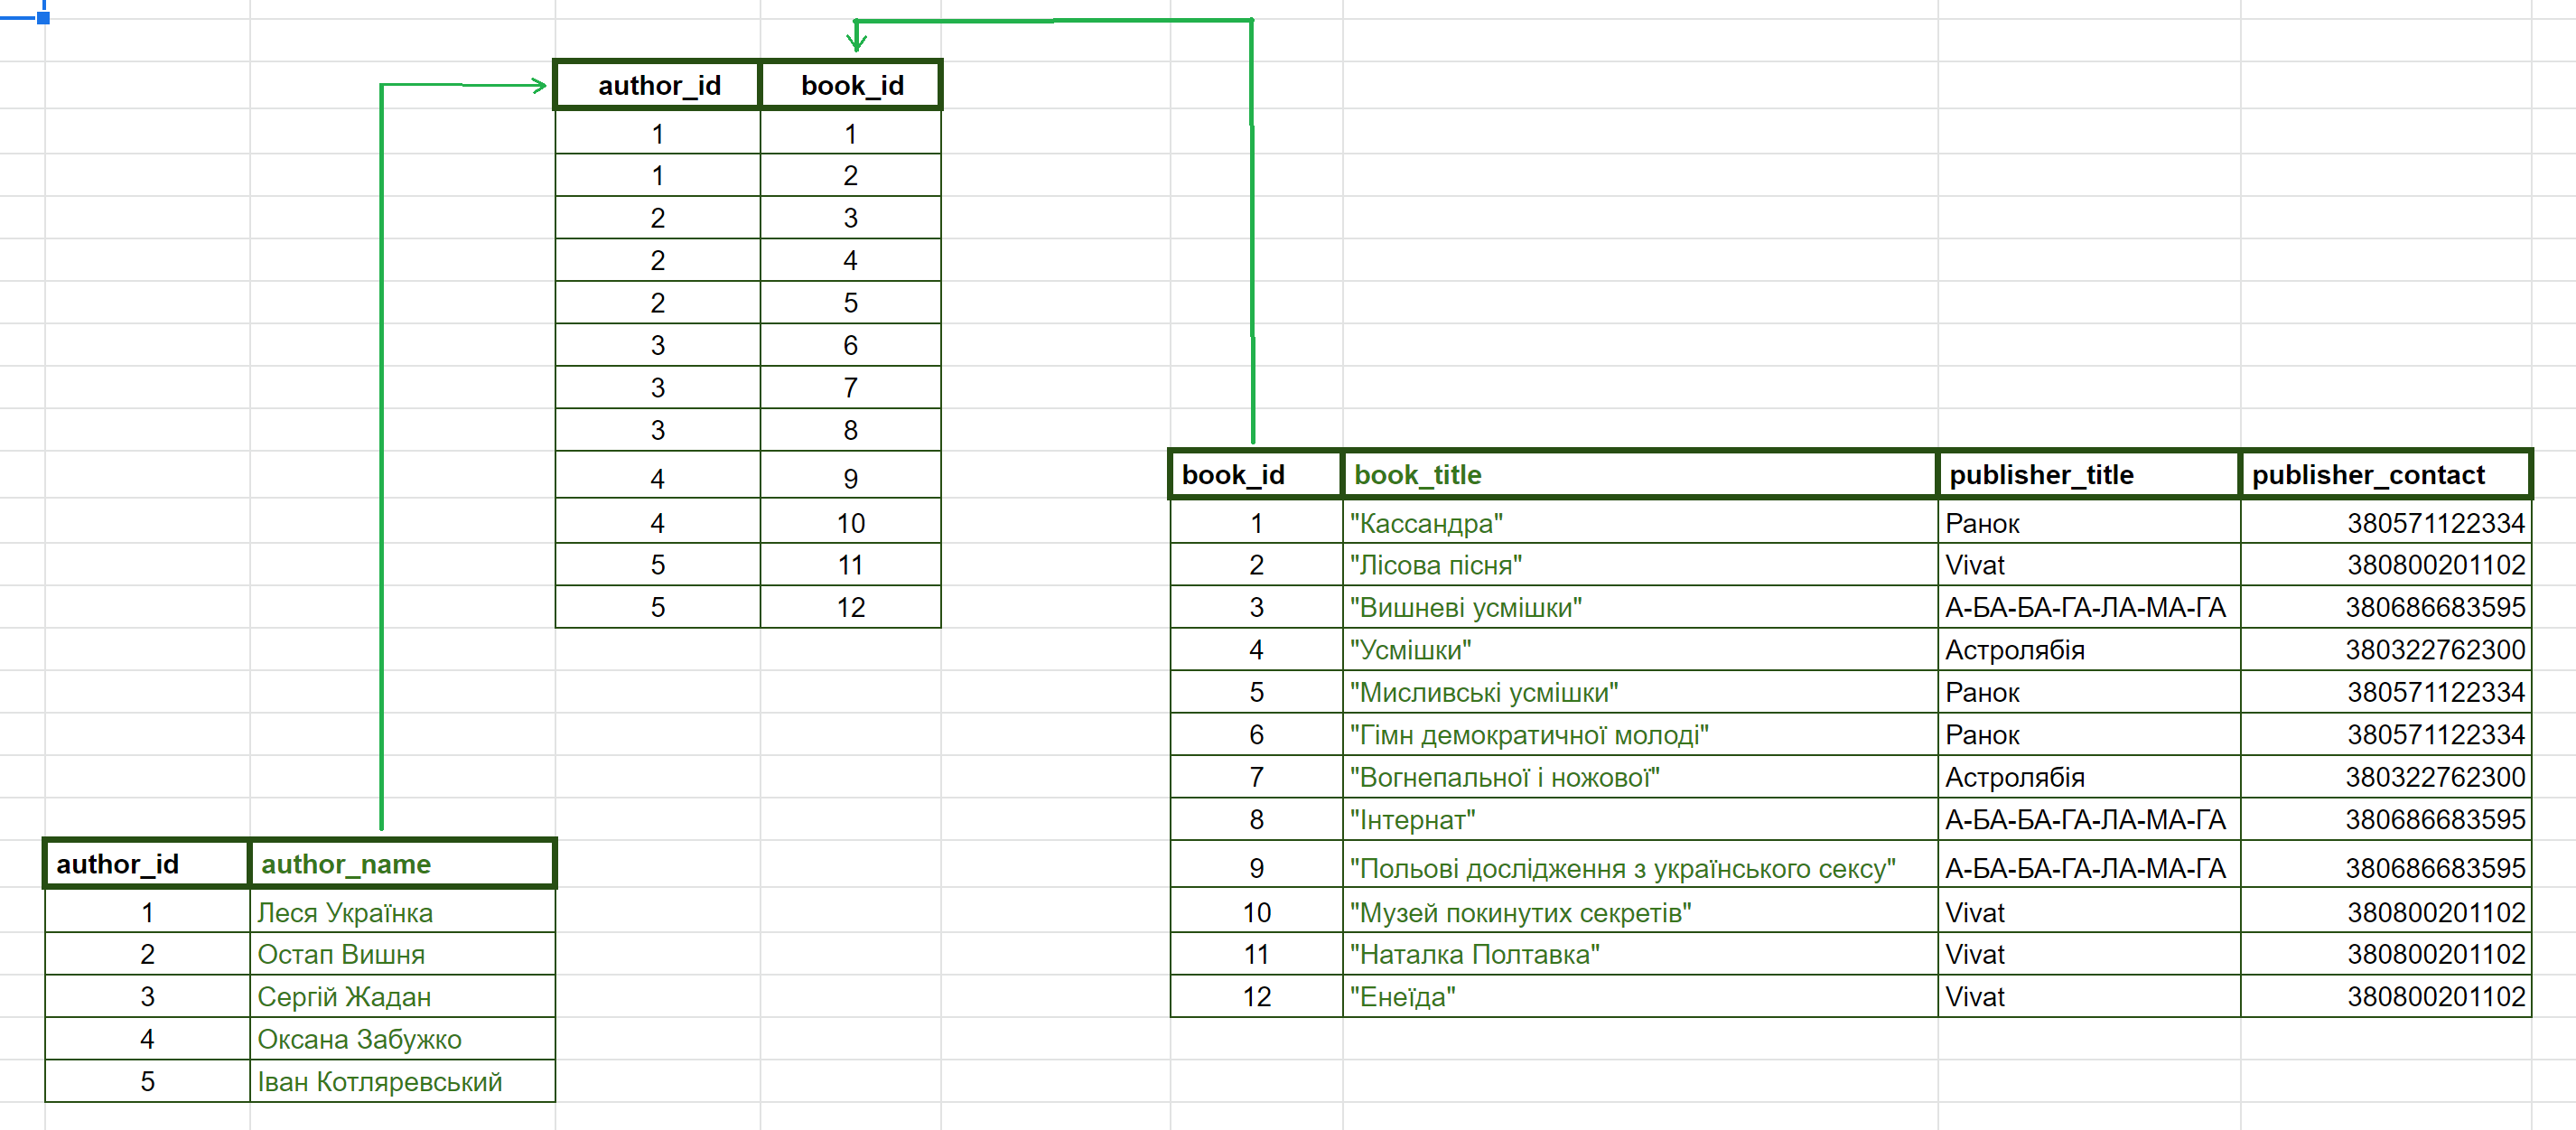 author_id book_id
1 1
1 2
2 3
2 4
2 5
3 6
3 7
3 8
4 9
4 10
5 11
5 12
book_id book_title publisher_title publisher_contact
1 "Кассандра" Ранок 380571122334
2 "Лісова пісня" Vivat 380800201102
3 "Вишневі усмішки" А-БА-БА-ГА-ЛА-МА-ГА 380686683595
4 "Усмішки" Астролябія 380322762300
5 "Мисливські усмішки" Ранок 380571122334
6 "Гімн демократичної молоді" Ранок 380571122334
7 "Вогнепальної і ножової" Астролябія 380322762300
8 "Інтернат" А-БА-БА-ГА-ЛА-МА-ГА 380686683595
9 "Польові дослідження з українського сексу" А-БА-БА-ГА-ЛА-МА-ГА 380686683595
10 "Музей покинутих секретів" Vivat 380800201102
11 "Наталка Полтавка" Vivat 380800201102
12 "Енеїда" Vivat 380800201102
author_id author_name
1 Леся Українка
2 Остап Вишня
3 Сергій Жадан
4 Оксана Забужко
5 Іван Котляревський